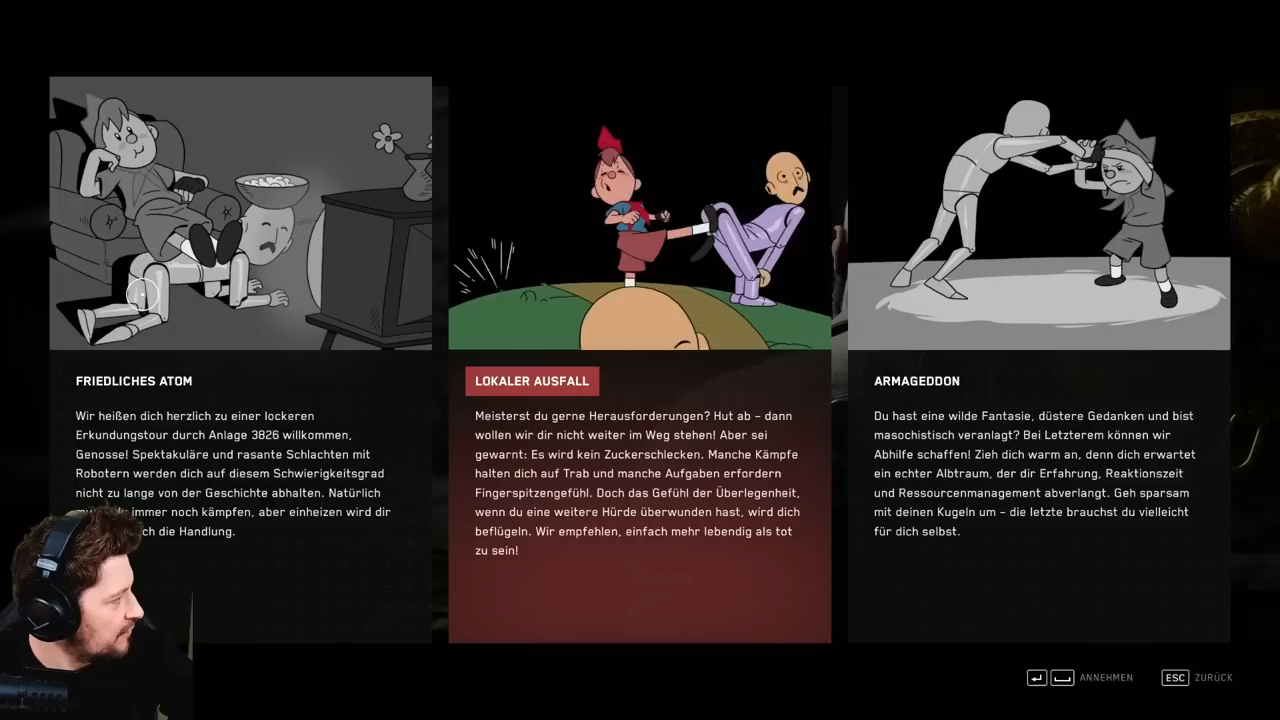 FRIEDLICHES ATOM
Wir heißen dich herzlich zu einer lockeren
Erkundungstour durch Anlage 3826 willkommen,
Genosse! Spektakuläre und rasante Schlachten mit
Robotern werden dich auf diesem Schwierigkeitsgrad
nicht zu lange von der Geschichte abhalten. Natürlich
immer noch kämpfen, aber einheizen wird dir
die Handlung.
LOKALER AUSFALL
Meisterst du gerne Herausforderungen? Hut ab – dann
wollen wir dir nicht weiter im Weg stehen! Aber sei
gewarnt: Es wird kein Zuckerschlecken. Manche Kämpfe
halten dich auf Trab und manche Aufgaben erfordern
Fingerspitzengefühl. Doch das Gefühl der Überlegenheit,
wenn du eine weitere Hürde überwunden hast, wird dich
beflügeln. Wir empfehlen, einfach mehr lebendig als tot
zu sein!
ARMAGEDDON
Du hast eine wilde Fantasie, düstere Gedanken und bist
masochistisch veranlagt? Bei Letzterem können wir
Abhilfe schaffen! Zieh dich warm an, denn dich erwartet
ein echter Albtraum, der dir Erfahrung, Reaktionszeit
und Ressourcenmanagement abverlangt. Geh sparsam
mit deinen Kugeln um – die letzte brauchst du vielleicht
für dich selbst.
ANNEHMEN
ESC ZURÜCK